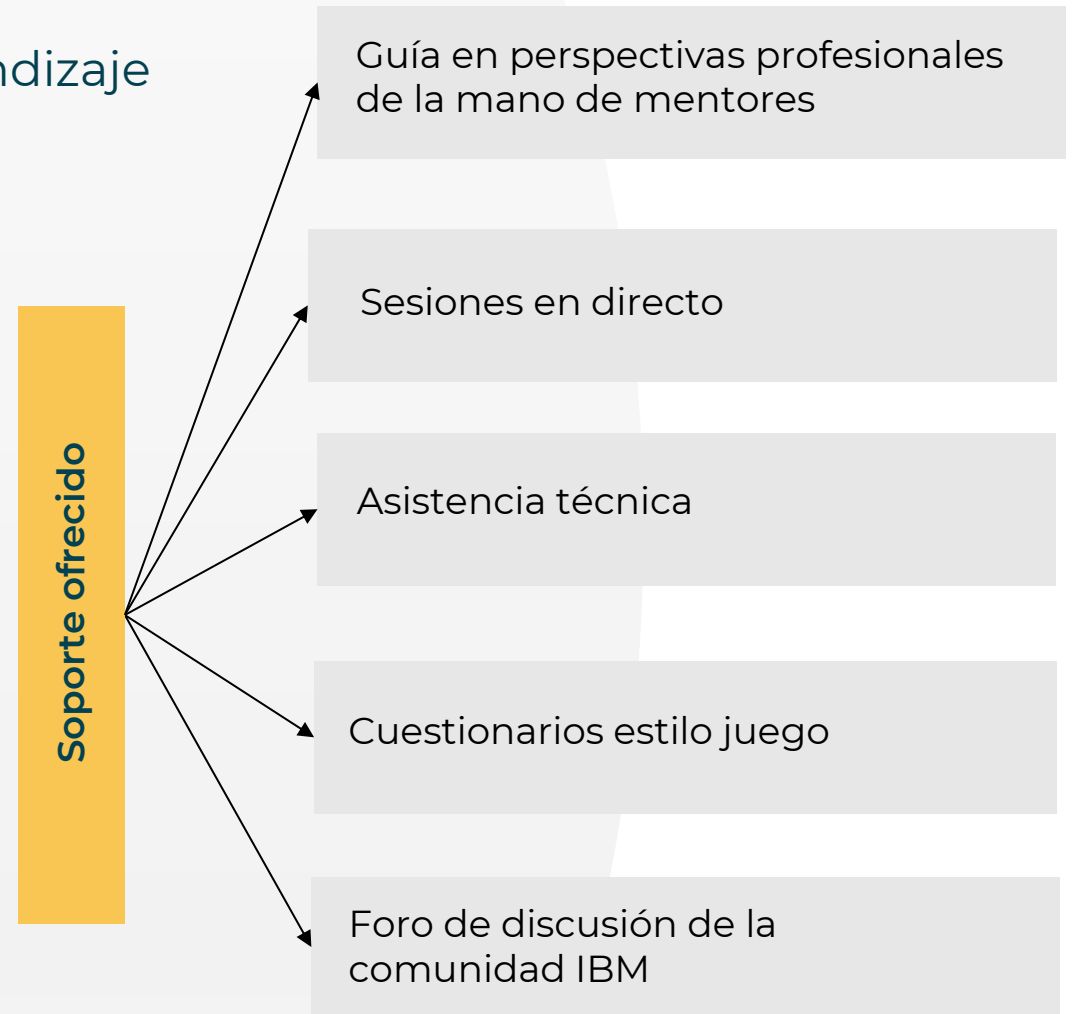 ndizaje
Guía en perspectivas profesionales
de la mano de mentores
Sesiones en directo
Soporte ofrecido
Asistencia técnica
Cuestionarios estilo juego
Foro de discusión de la
comunidad IBM